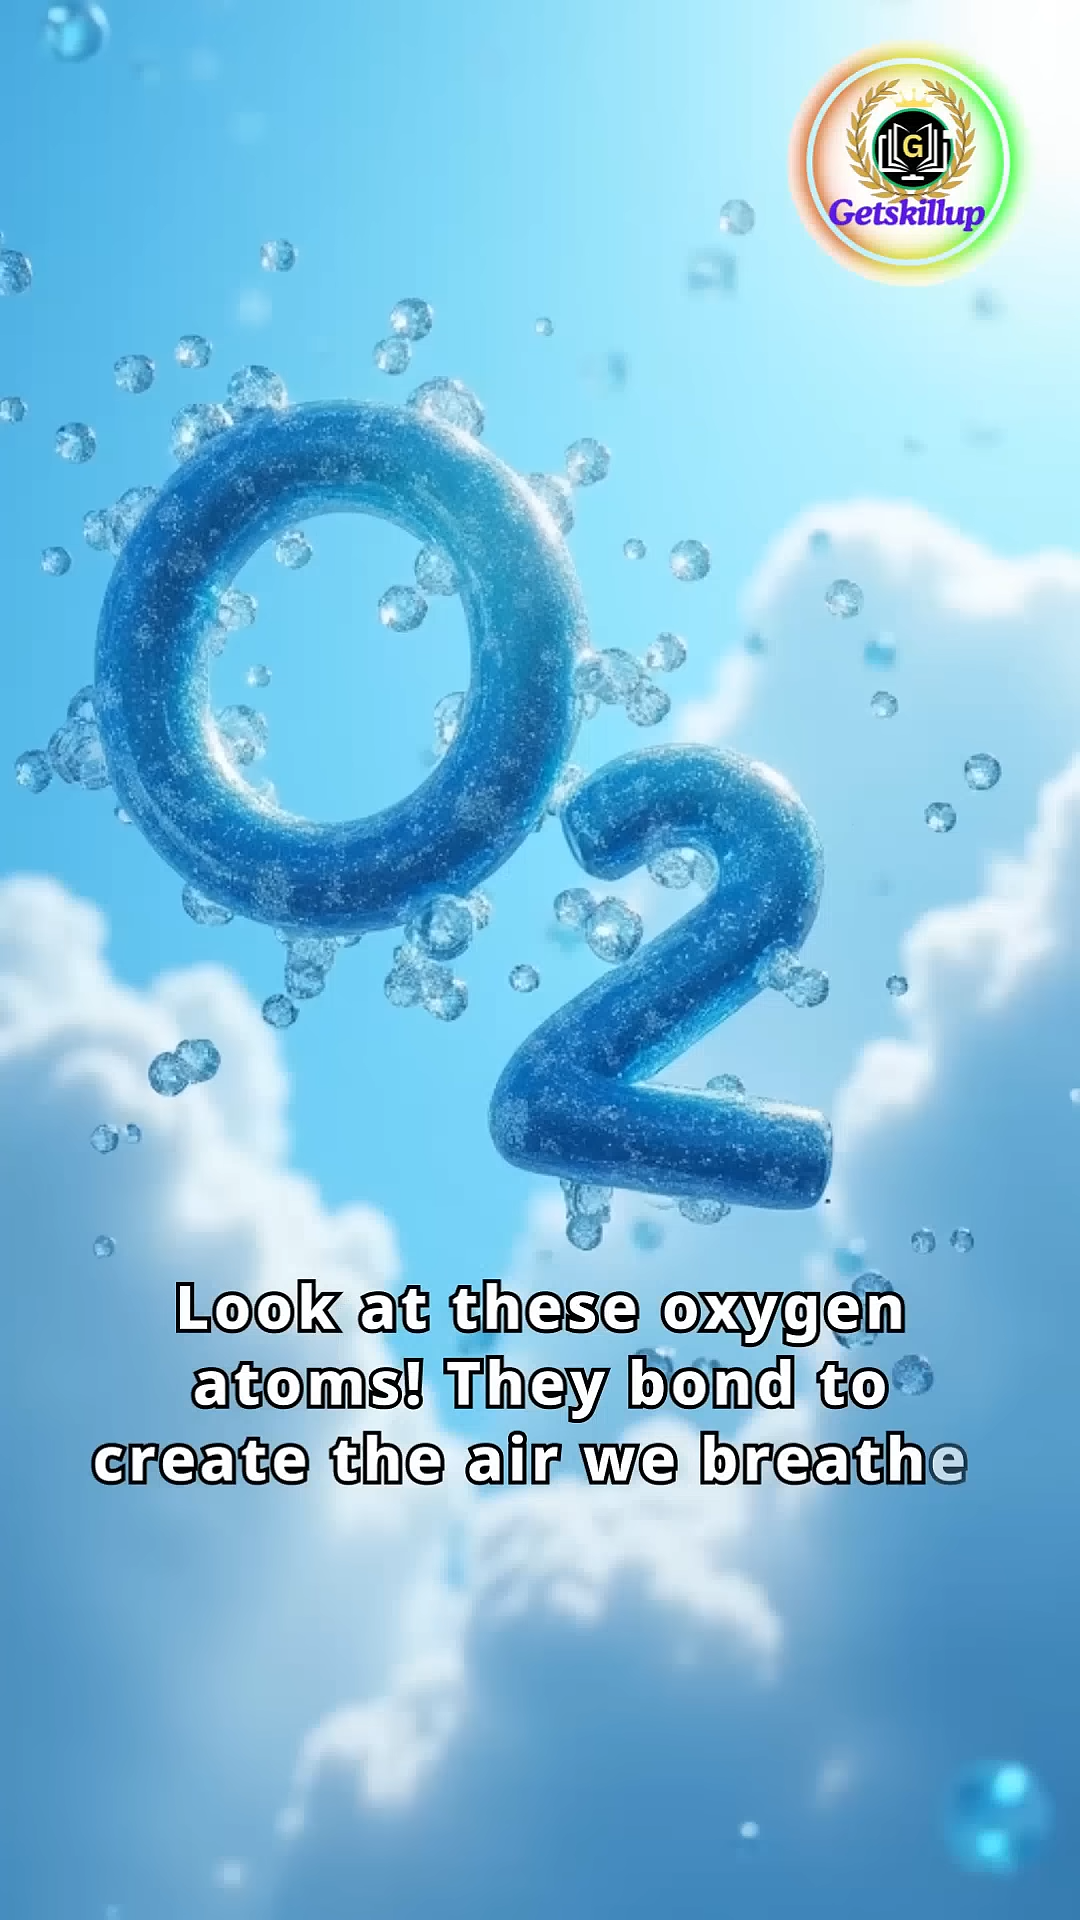 G
Getskillup
O2
Look at these oxygen
atoms! They bond to
create the air we breathe